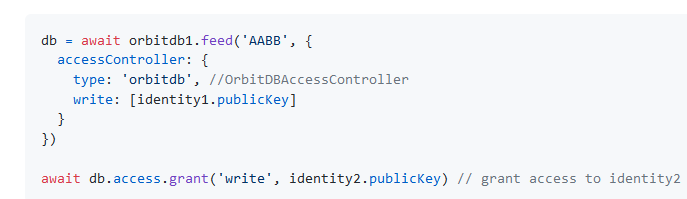 db = await orbitdb1.feed('AABB', {
  accessController: {
    type: 'orbitdb', //OrbitDBAccessController
    write: [identity1.publicKey]
  }
})

await db.access.grant('write', identity2.publicKey) // grant access to identity2